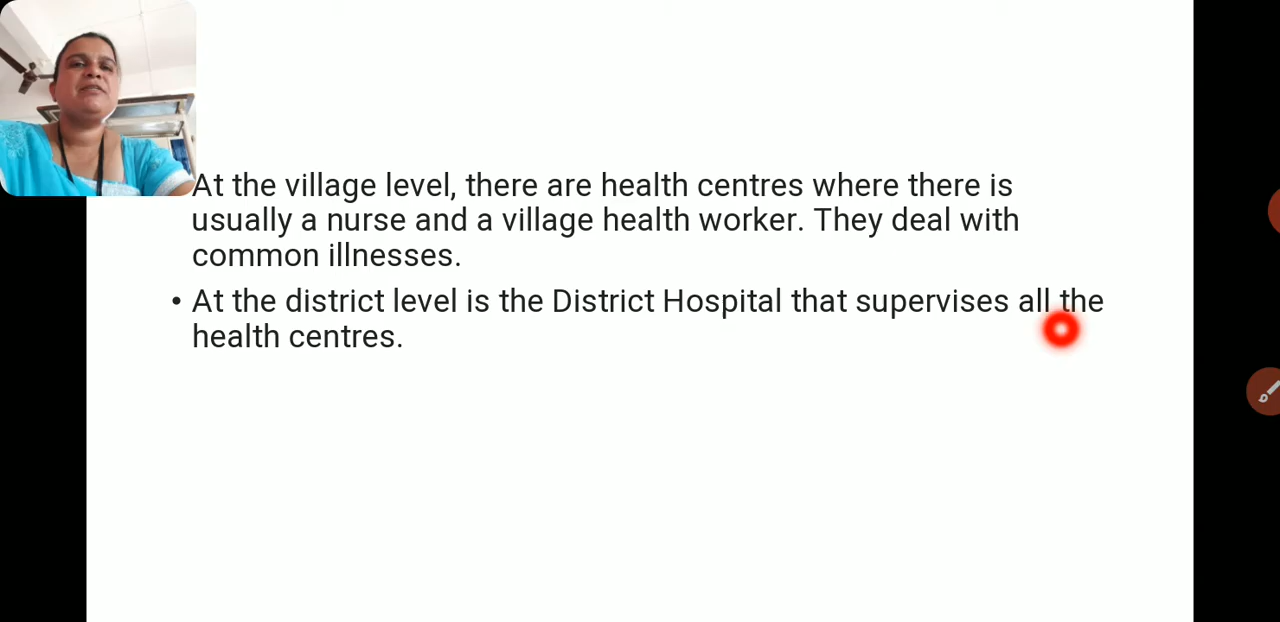 At the village level, there are health centres where there is
usually a nurse and a village health worker. They deal with
common illnesses.
• At the district level is the District Hospital that supervises all the
health centres.